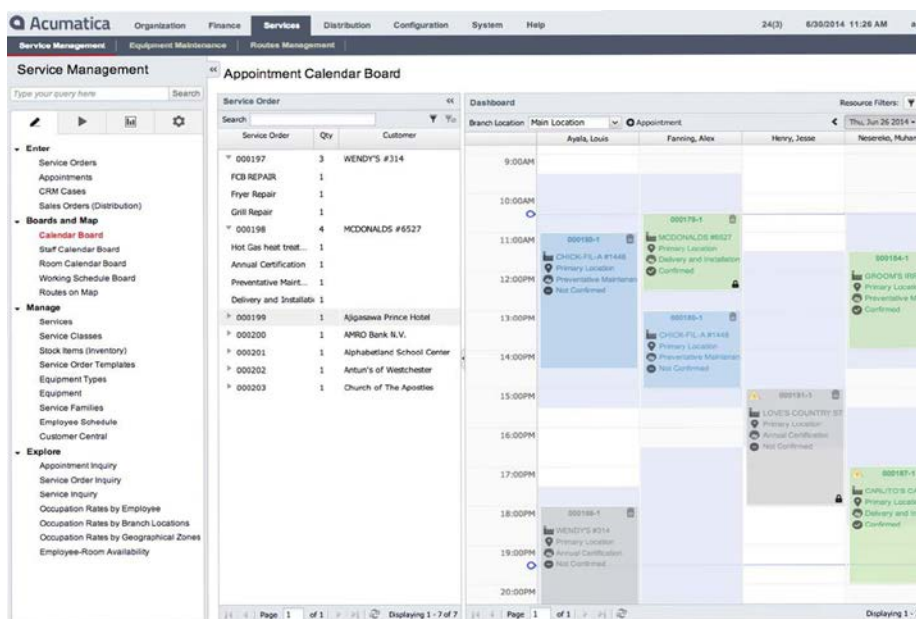 Acumatica Organization Finance Services Distribution Configuration System Help 24(3) 6/30/2014 11:26 AM
Service Management Equipment Maintenance Routes Management
Service Management
Type your query here Search
Enter
Service Orders
Appointments
CRM Cases
Sales Orders (Distribution)
Boards and Map
Calendar Board
Staff Calendar Board
Room Calendar Board
Working Schedule Board
Routes on Map
Manage
Services
Service Classes
Stock Items (Inventory)
Service Order Templates
Equipment Types
Equipment
Service Families
Employee Schedule
Customer Central
Explore
Appointment Inquiry
Service Order Inquiry
Service Inquiry
Occupation Rates by Employee
Occupation Rates by Branch Locations
Occupation Rates by Geographical Zones
Employee-Room Availability
Appointment Calendar Board
Service Order
Search
Service Order Qty Customer
000197 3 WENDY'S #314
FCB REPAIR 1
Fryer Repair 1
Grill Repair 1
000198 4 MCDONALDS #6527
Hot Gas heat treat... 1
Annual Certification 1
Preventative Maint... 1
Delivery and Installati 1
000199 1 Ajigasawa Prince Hotel
000200 1 AMRO Bank N.V.
000201 1 Alphabetland School Center
000202 1 Antun's of Westchester
000203 1 Church of The Apostles
Page 1 of 1 Displaying 1 - 7 of 7
Dashboard Resource Filters:
Branch Location Main Location Appointment Thu, Jun 26 2014
Ayala, Louis Fanning, Alex Henry, Jesse
9:00AM
10:00AM
11:00AM
12:00PM
13:00PM
14:00PM
15:00PM
16:00PM
17:00PM
18:00PM
19:00PM
20:00PM
CHICK-FIL-A #1448
Primary Location
Preventative Maintenan
Not Confirmed
WENDY'S #314
Primary Location
Annual Certification
Not Confirmed
000179-1
MCDONALDS #6527
Primary Location
Delivery and Installation
Confirmed
CHICK-FIL-A #1448
Primary Location
Preventative Maintenan
Not Confirmed
000181-1
LOVE'S COUNTRY ST
Primary Location
Annual Certification
Not Confirmed
000184-1
GROOM'S
Primary Locati
Preventative M
Confirmed
000187-1
CARLITO'S CA
Primary Locati
Delivery and In
Confirmed
Page 1 of 1 Displaying 1 -